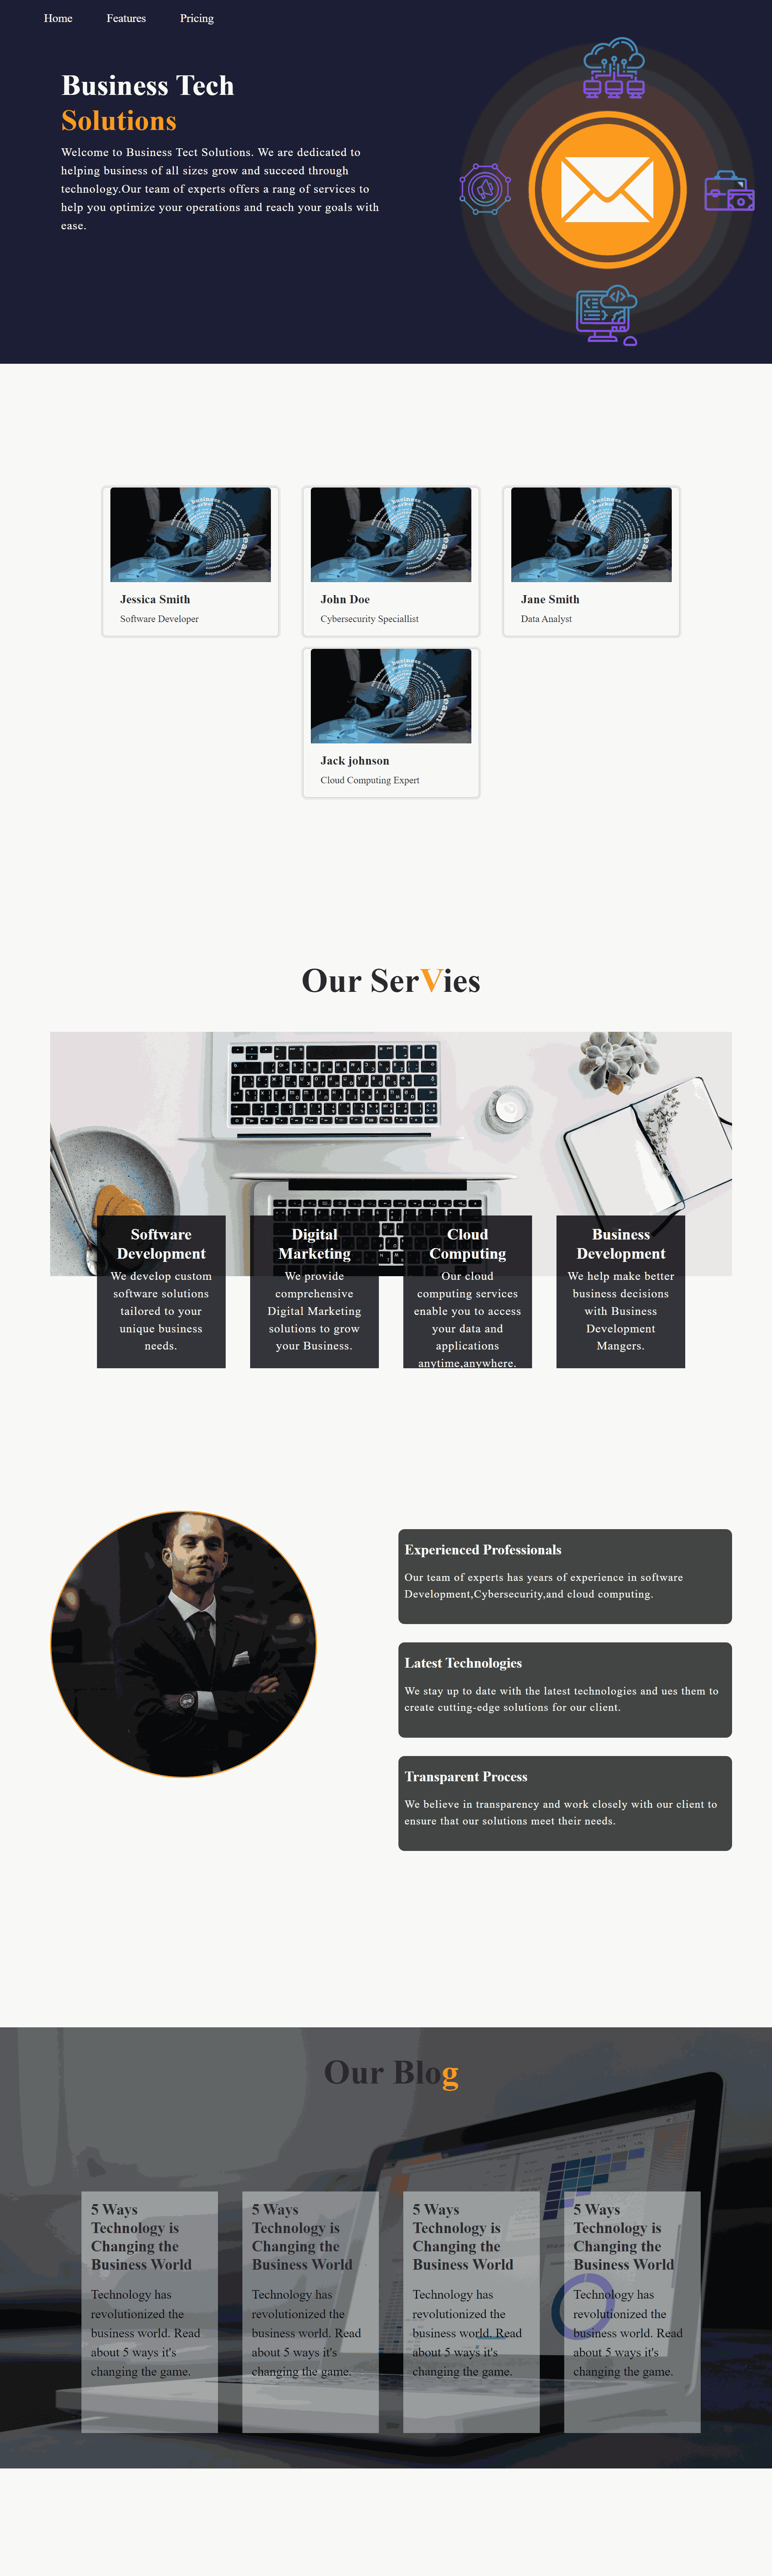 Home Features Pricing
Business Tech
Solutions
Welcome to Business Tect Solutions. We are dedicated to
helping business of all sizes grow and succeed through
technology.Our team of experts offers a rang of services to
help you optimize your operations and reach your goals with
ease.
business
team
business
team
business
team
Jessica Smith
Software Developer
John Doe
Cybersecurity Speciallist
Jane Smith
Data Analyst
business
team
Jack johnson
Cloud Computing Expert
Our SerVies
Software
Development
We develop custom
software solutions
tailored to your
unique business
needs.
Digital
Marketing
We provide
comprehensive
Digital Marketing
solutions to grow
your Business.
Cloud
Computing
Our cloud
computing services
enable you to access
your data and
applications
anytime,anywhere.
Business
Development
We help make better
business decisions
with Business
Development
Mangers.
Experienced Professionals
Our team of experts has years of experience in software
Development,Cybersecurity,and cloud computing.
Latest Technologies
We stay up to date with the latest technologies and ues them to
create cutting-edge solutions for our client.
Transparent Process
We believe in transparency and work closely with our client to
ensure that our solutions meet their needs.
Our Blog
5 Ways
Technology is
Changing the
Business World
Technology has
revolutionized the
business world. Read
about 5 ways it's
changing the game.
5 Ways
Technology is
Changing the
Business World
Technology has
revolutionized the
business world. Read
about 5 ways it's
changing the game.
5 Ways
Technology is
Changing the
Business World
Technology has
revolutionized the
business world. Read
about 5 ways it's
changing the game.
5 Ways
Technology is
Changing the
Business World
Technology has
revolutionized the
business world. Read
about 5 ways it's
changing the game.